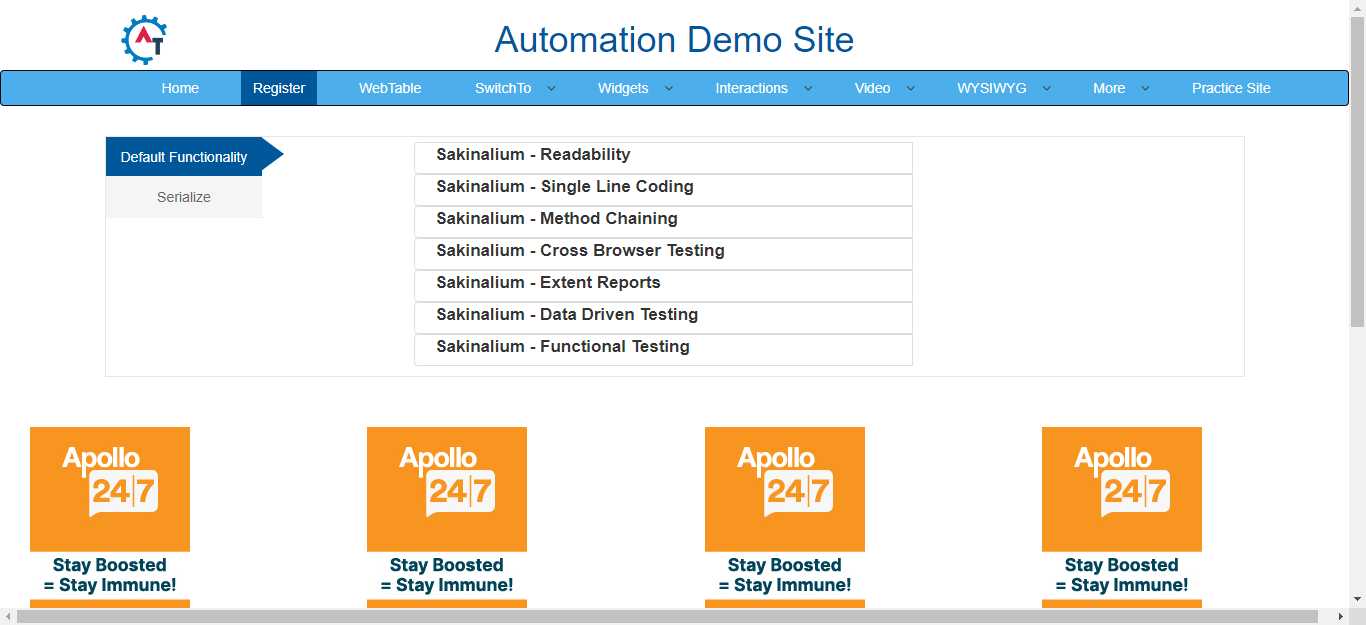 AT
Automation Demo Site
Home Register WebTable SwitchTo Widgets Interactions Video WYSIWYG More Practice Site
Default Functionality
Serialize
Sakinalium - Readability
Sakinalium - Single Line Coding
Sakinalium - Method Chaining
Sakinalium - Cross Browser Testing
Sakinalium - Extent Reports
Sakinalium - Data Driven Testing
Sakinalium - Functional Testing
Apollo
24|7
Stay Boosted
= Stay Immune!
Apollo
24|7
Stay Boosted
= Stay Immune!
Apollo
24|7
Stay Boosted
= Stay Immune!
Apollo
24|7
Stay Boosted
= Stay Immune!